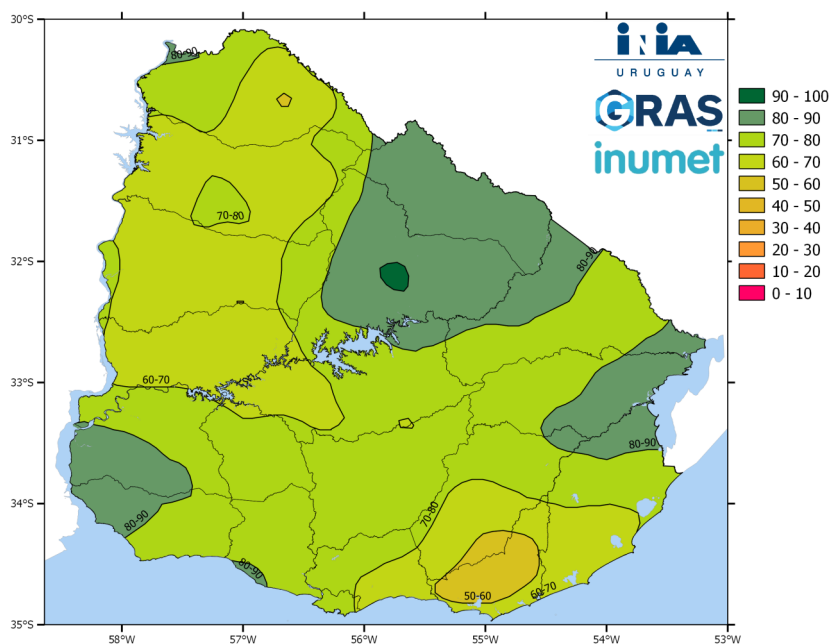 30°S
31°S
32°S
33°S
34°S
35°S
58°W
57°W
56°W
55°W
54°W
53°W
INIA
URUGUAY
GRAS
inumet
90 - 100
80 - 90
70 - 80
60 - 70
50 - 60
40 - 50
30 - 40
20 - 30
10 - 20
0 - 10
80-90
70-80
80-90
60-70
80-90
80-90
70-80
80-90
50-60
60-70